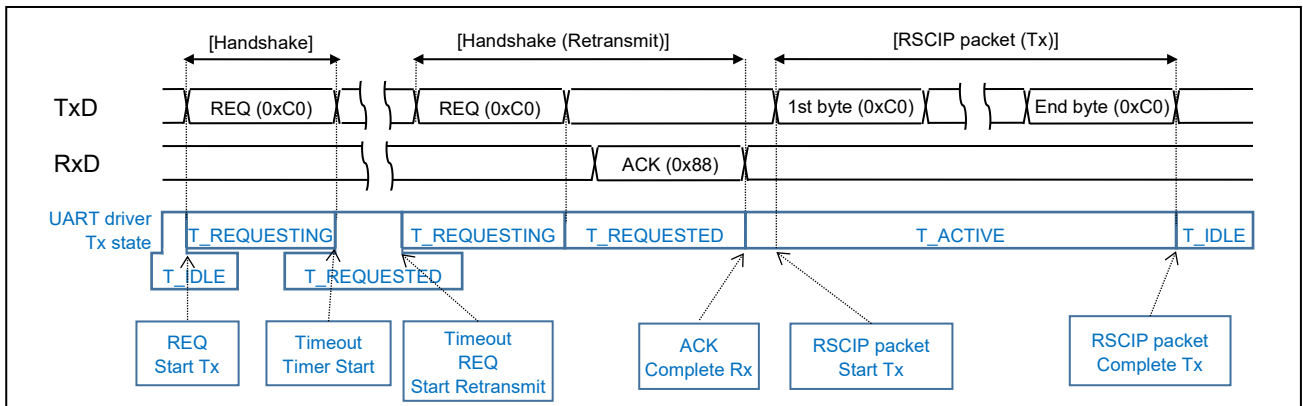 [Handshake]
[Handshake (Retransmit)]
[RSCIP packet (Tx)]
TxD
REQ (0xC0)
REQ (0xC0)
1st byte (0xC0)
End byte (0xC0)
RxD
ACK (0x88)
UART driver
Tx state
T_REQUESTING
T_REQUESTING
T_REQUESTED
T_ACTIVE
T_IDLE
T_IDLE
T_REQUESTED
REQ
Start Tx
Timeout
Timer Start
Timeout
REQ
Start Retransmit
ACK
Complete Rx
RSCIP packet
Start Tx
RSCIP packet
Complete Tx